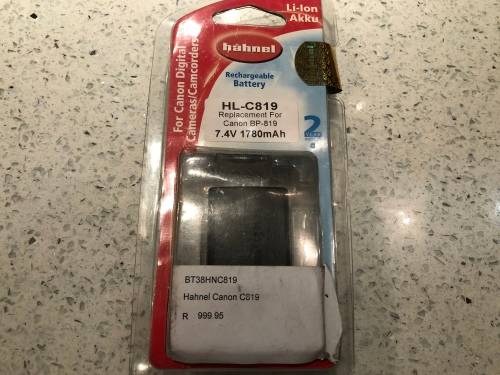 Li-Ion
Akku
hähnel
Rechargeable
Battery
For Canon Digital
Cameras/Camcorders
HL-C819
Replacement For
Canon BP-819
7.4V 1780mAh
2
BT38HNC819
Hahnel Canon C819
R 999.95